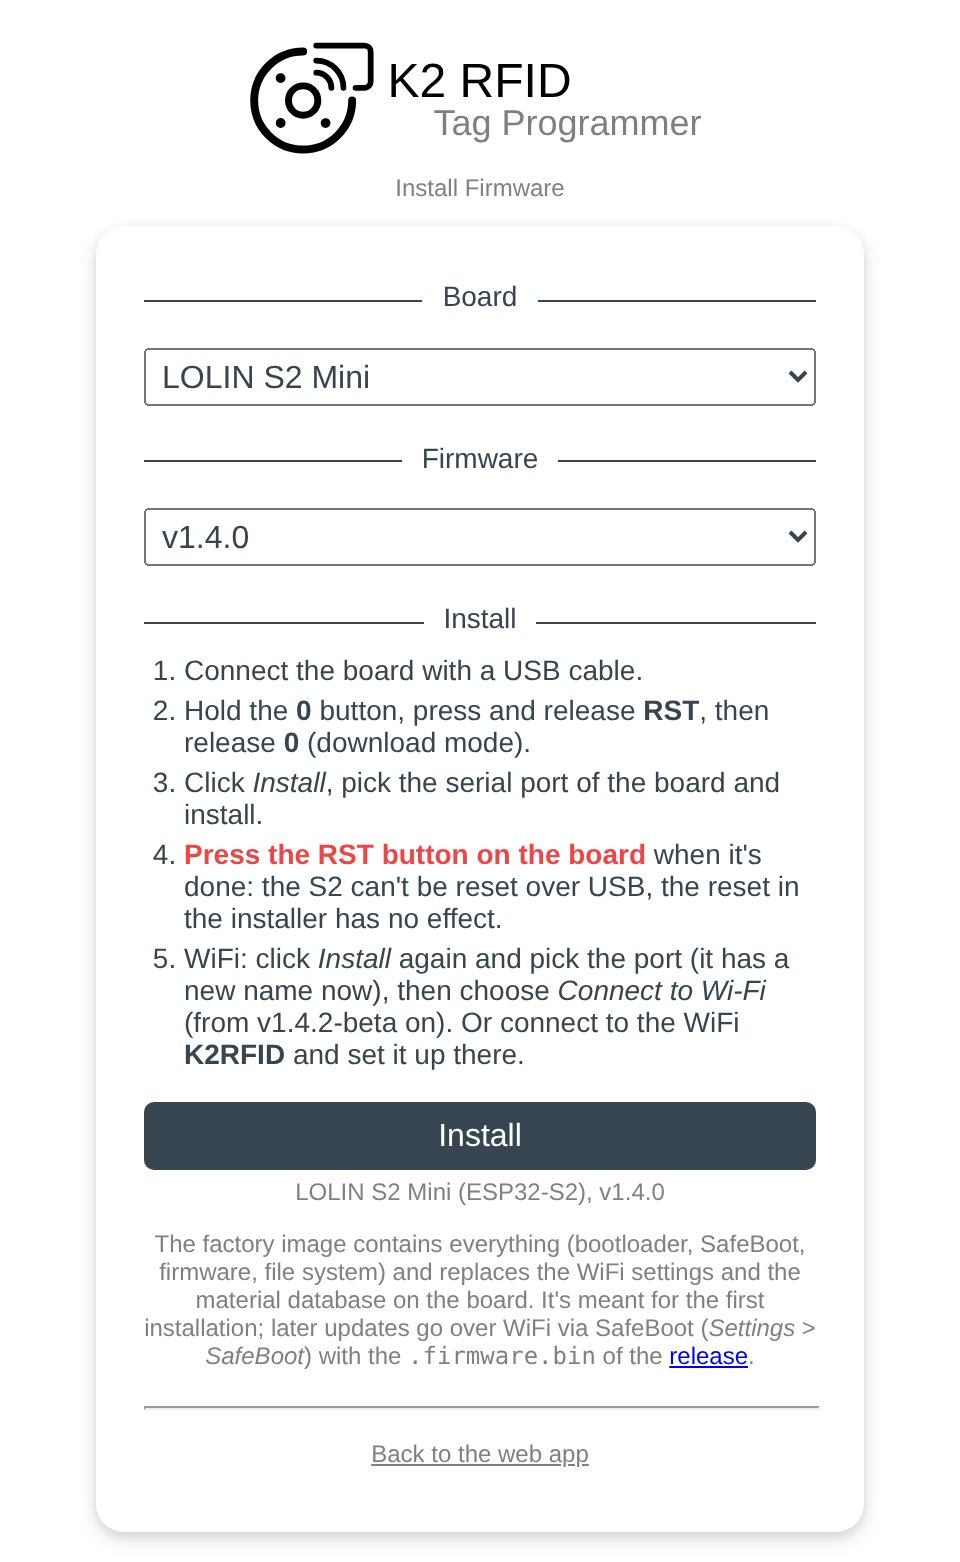 K2 RFID
Tag Programmer
Install Firmware
Board
LOLIN S2 Mini
Firmware
v1.4.0
Install
1. Connect the board with a USB cable.
2. Hold the 0 button, press and release RST, then
release 0 (download mode).
3. Click Install, pick the serial port of the board and
install.
4. Press the RST button on the board when it's
done: the S2 can't be reset over USB, the reset in
the installer has no effect.
5. WiFi: click Install again and pick the port (it has a
new name now), then choose Connect to Wi-Fi
(from v1.4.2-beta on). Or connect to the WiFi
K2RFID and set it up there.
Install
LOLIN S2 Mini (ESP32-S2), v1.4.0
The factory image contains everything (bootloader, SafeBoot,
firmware, file system) and replaces the WiFi settings and the
material database on the board. It's meant for the first
installation; later updates go over WiFi via SafeBoot (Settings >
SafeBoot) with the .firmware.bin of the release.
Back to the web app